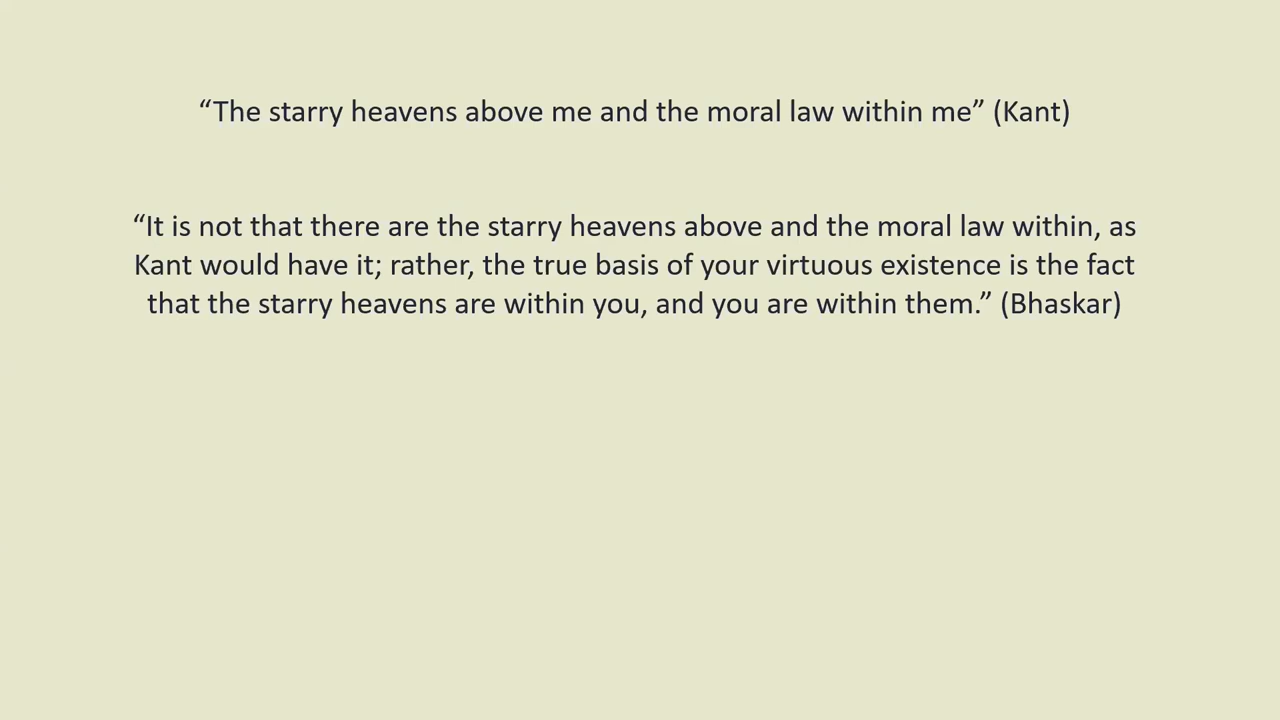 “The starry heavens above me and the moral law within me” (Kant)
“It is not that there are the starry heavens above and the moral law within, as
Kant would have it; rather, the true basis of your virtuous existence is the fact
that the starry heavens are within you, and you are within them.” (Bhaskar)